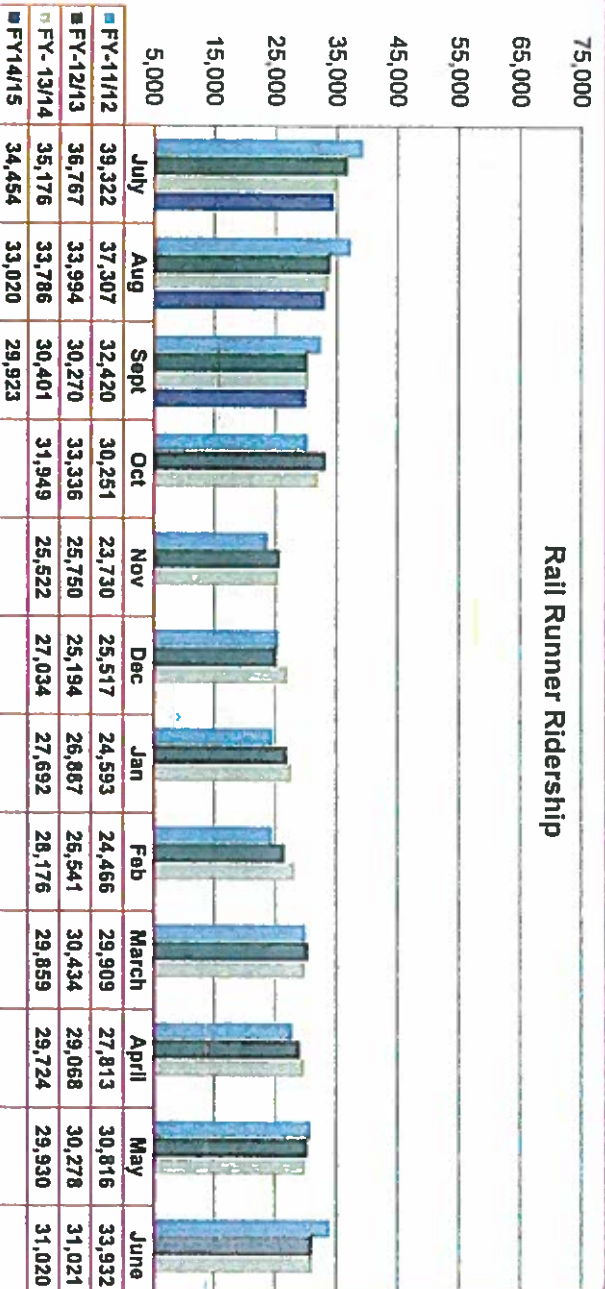 Rail Runner Ridership
75,000
65,000
55,000
45,000
35,000
25,000
15,000
5,000
July Aug Sept Oct Nov Dec Jan Feb March April May June
FY-11/12 39,322 37,307 32,420 30,251 23,730 25,517 24,593 24,466 29,909 27,813 30,816 33,932
FY-12/13 36,767 33,994 30,270 33,336 25,750 25,194 26,887 26,541 30,434 29,068 30,278 31,021
FY- 13/14 35,176 33,786 30,401 31,949 25,522 27,034 27,692 28,176 29,859 29,724 29,930 31,020
FY14/15 34,454 33,020 29,923